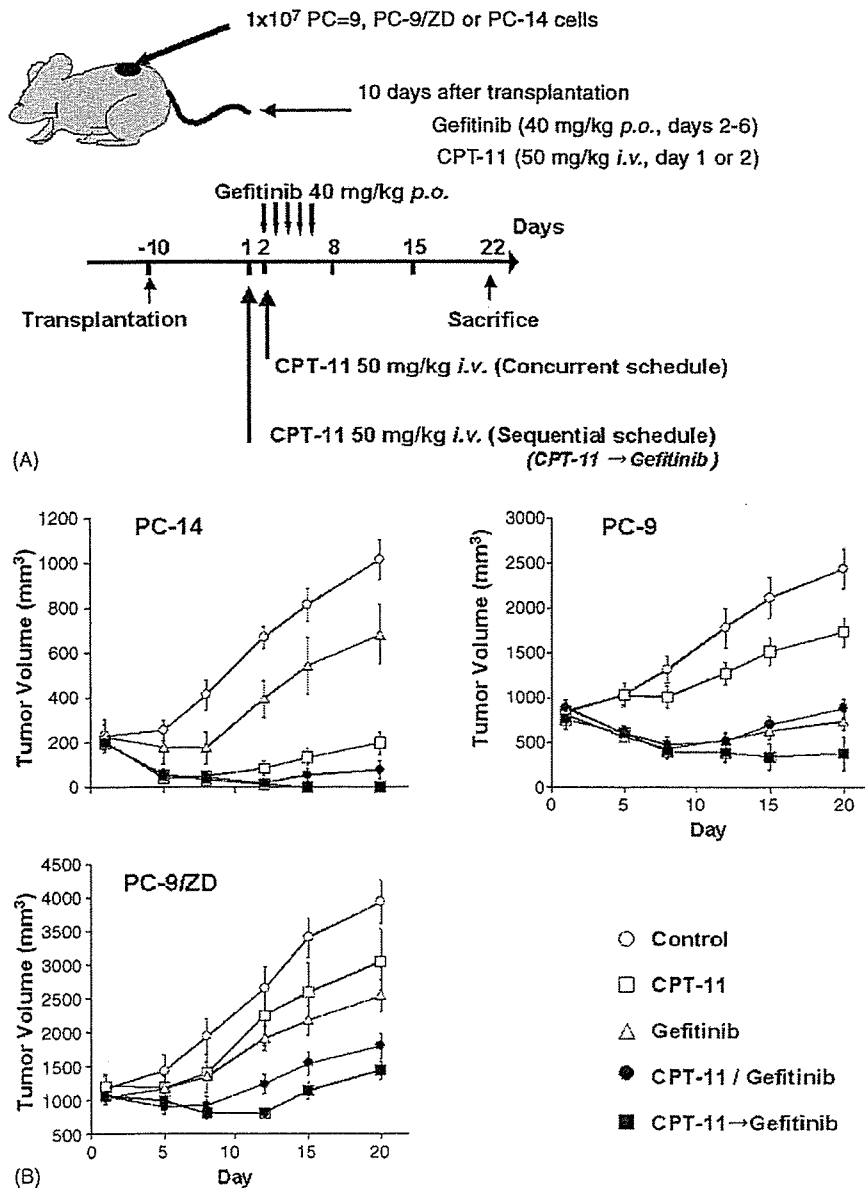 1x10⁷ PC=9, PC-9/ZD or PC-14 cells
10 days after transplantation
Gefitinib (40 mg/kg p.o., days 2-6)
CPT-11 (50 mg/kg i.v., day 1 or 2)
Gefitinib 40 mg/kg p.o.
Days
-10 1 2 8 15 22
Transplantation
Sacrifice
CPT-11 50 mg/kg i.v. (Concurrent schedule)
CPT-11 50 mg/kg i.v. (Sequential schedule)
(CPT-11 → Gefitinib)
(A)
PC-14
Tumor Volume (mm³)
1200
1000
800
600
400
200
0
0 5 10 15 20
PC-9
Tumor Volume (mm³)
3000
2500
2000
1500
1000
500
0
0 5 10 15 20
Day
PC-9/ZD
Tumor Volume (mm³)
4500
4000
3500
3000
2500
2000
1500
1000
500
0 5 10 15 20
Day
Control
CPT-11
Gefitinib
CPT-11 / Gefitinib
CPT-11→Gefitinib
(B)